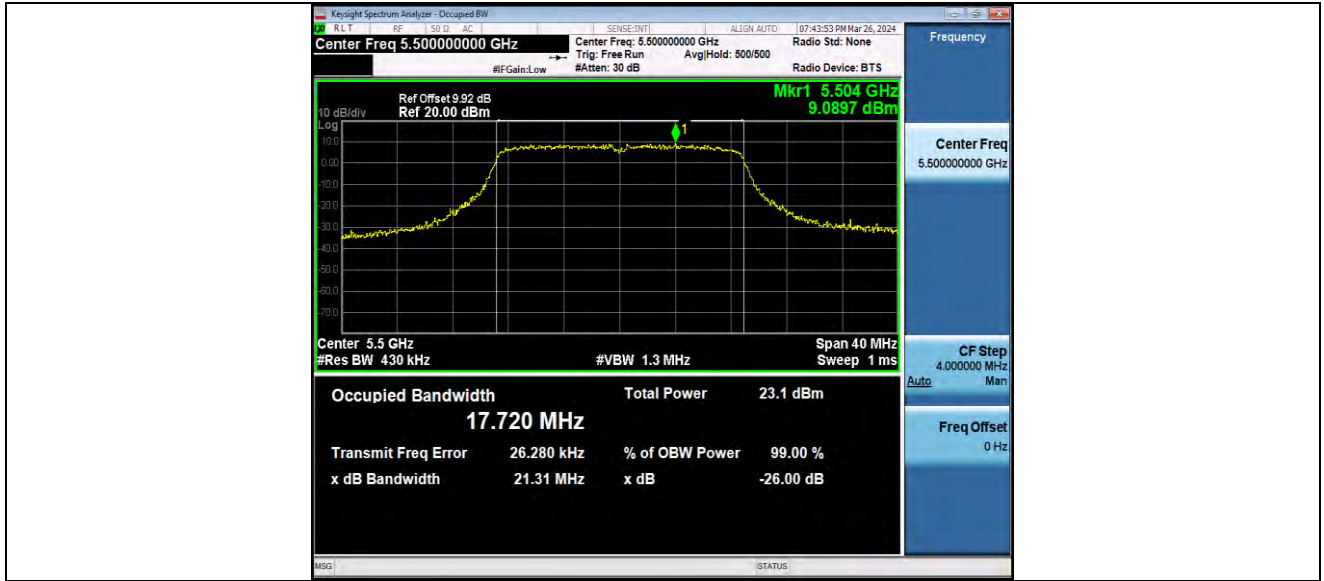 Keysight Spectrum Analyzer - Occupied BW
RLT RF 50 Ω AC SENSE:INT ALIGN AUTO 07:43:53 PM Mar 26, 2024
Center Freq 5.500000000 GHz
Center Freq: 5.500000000 GHz Radio Std: None
Trig: Free Run Avg|Hold: 500/500
#IFGain:Low #Atten: 30 dB Radio Device: BTS
Frequency
Mkr1 5.504 GHz
9.0897 dBm
Ref Offset 9.92 dB
10 dB/div Ref 20.00 dBm
Log
10.0
0.00
-10.0
-20.0
-30.0
-40.0
-50.0
-60.0
-70.0
1
Center 5.5 GHz Span 40 MHz
#Res BW 430 kHz #VBW 1.3 MHz Sweep 1 ms
Occupied Bandwidth Total Power 23.1 dBm
17.720 MHz
Transmit Freq Error 26.280 kHz % of OBW Power 99.00 %
x dB Bandwidth 21.31 MHz x dB -26.00 dB
Center Freq
5.500000000 GHz
CF Step
4.000000 MHz
Auto Man
Freq Offset
0 Hz
MSG STATUS